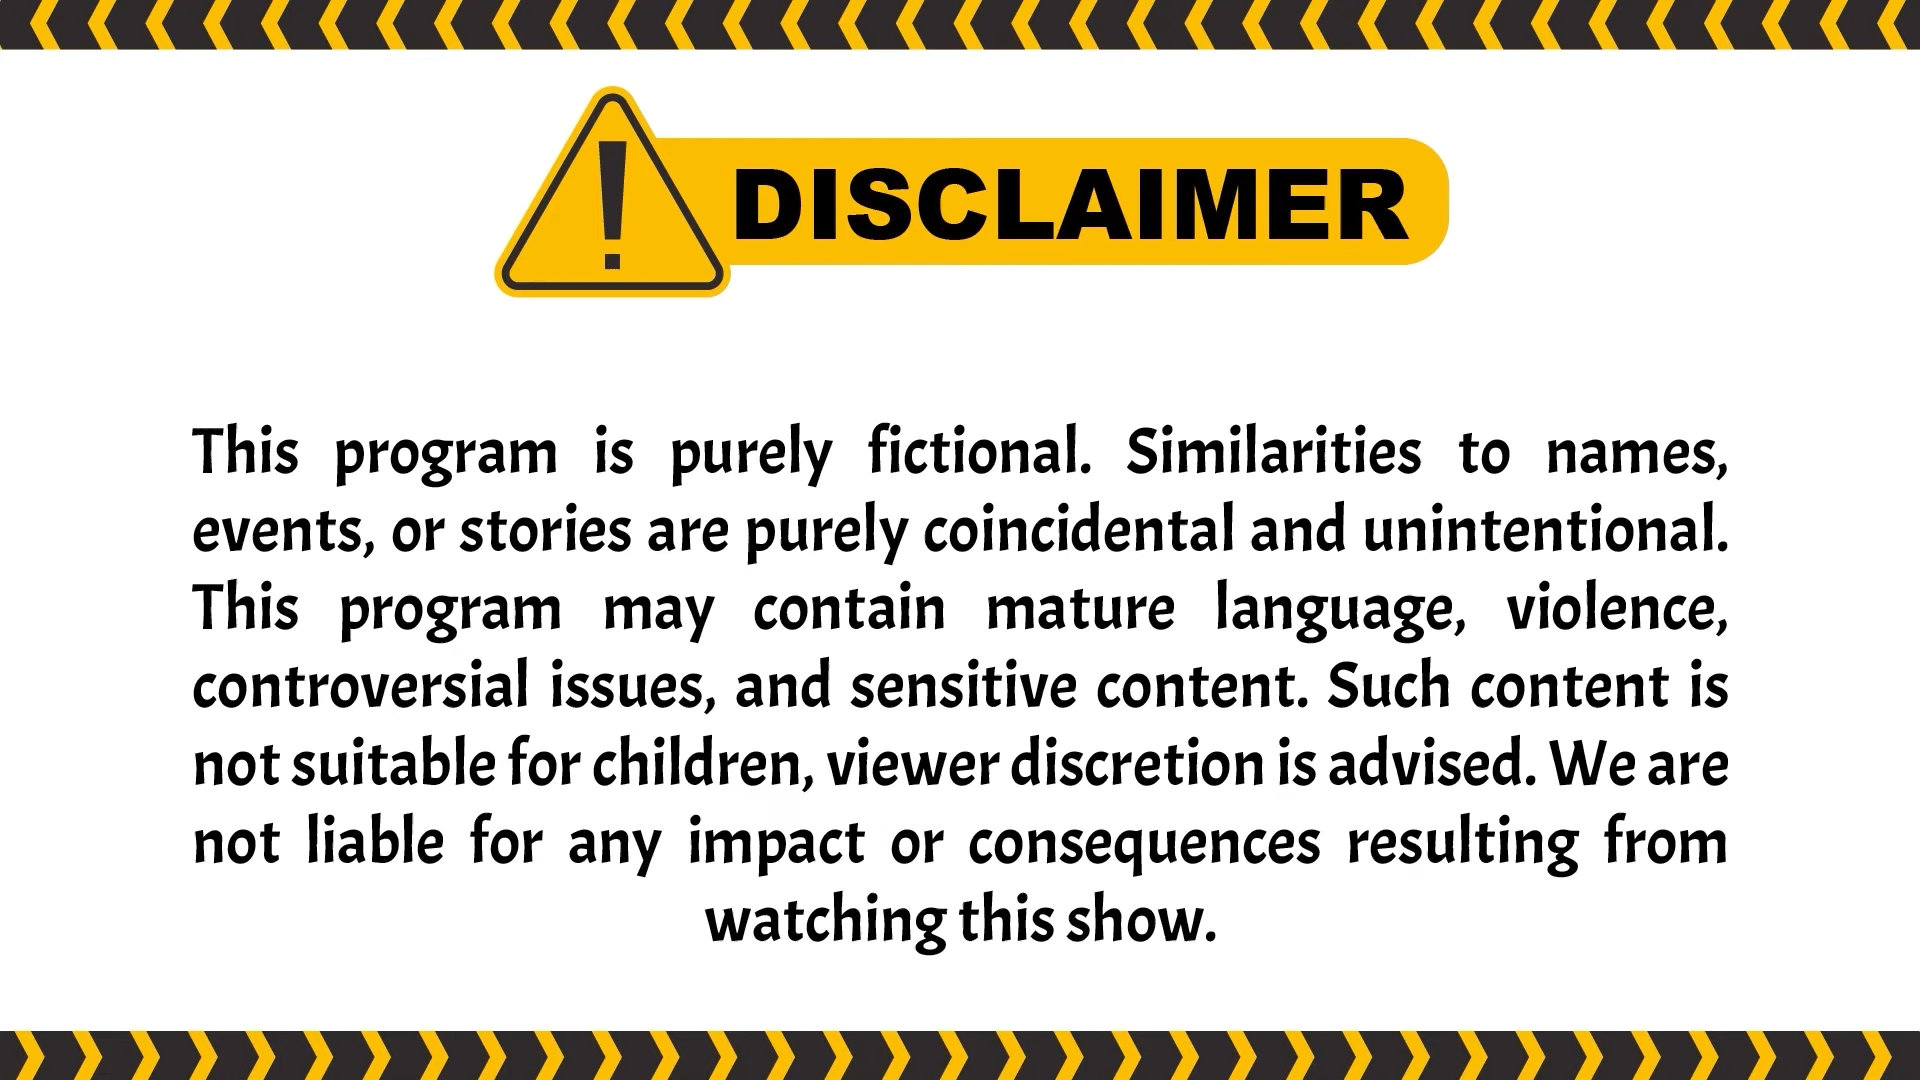 DISCLAIMER
This program is purely fictional. Similarities to names,
events, or stories are purely coincidental and unintentional.
This program may contain mature language, violence,
controversial issues, and sensitive content. Such content is
not suitable for children, viewer discretion is advised. We are
not liable for any impact or consequences resulting from
watching this show.